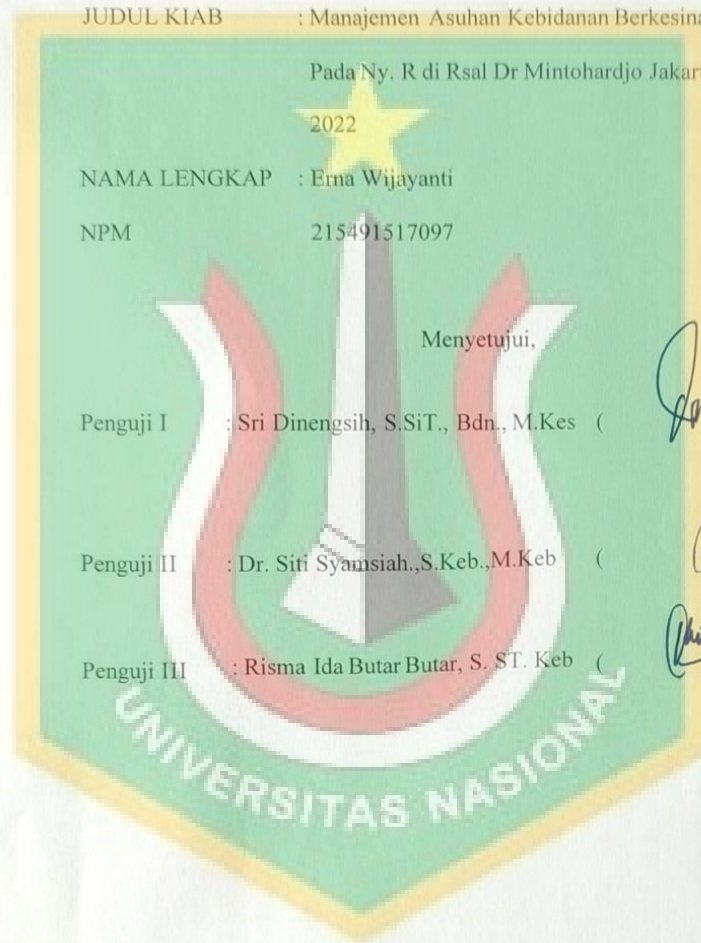 JUDUL KIAB : Manajemen Asuhan Kebidanan
Pada Ny. R di Rsal Dr Mintohardjo
2022
NAMA LENGKAP : Erna Wijayanti
NPM 215491517097
Menyetujui,
Penguji I : Sri Dinengsih, S.SiT., Bdn., M.Kes (
Penguji II : Dr. Siti Syamsiah.,S.Keb.,M.Keb (
Penguji III : Risma Ida Butar Butar, S. ST. Keb (
UNIVERSITAS NASIONAL